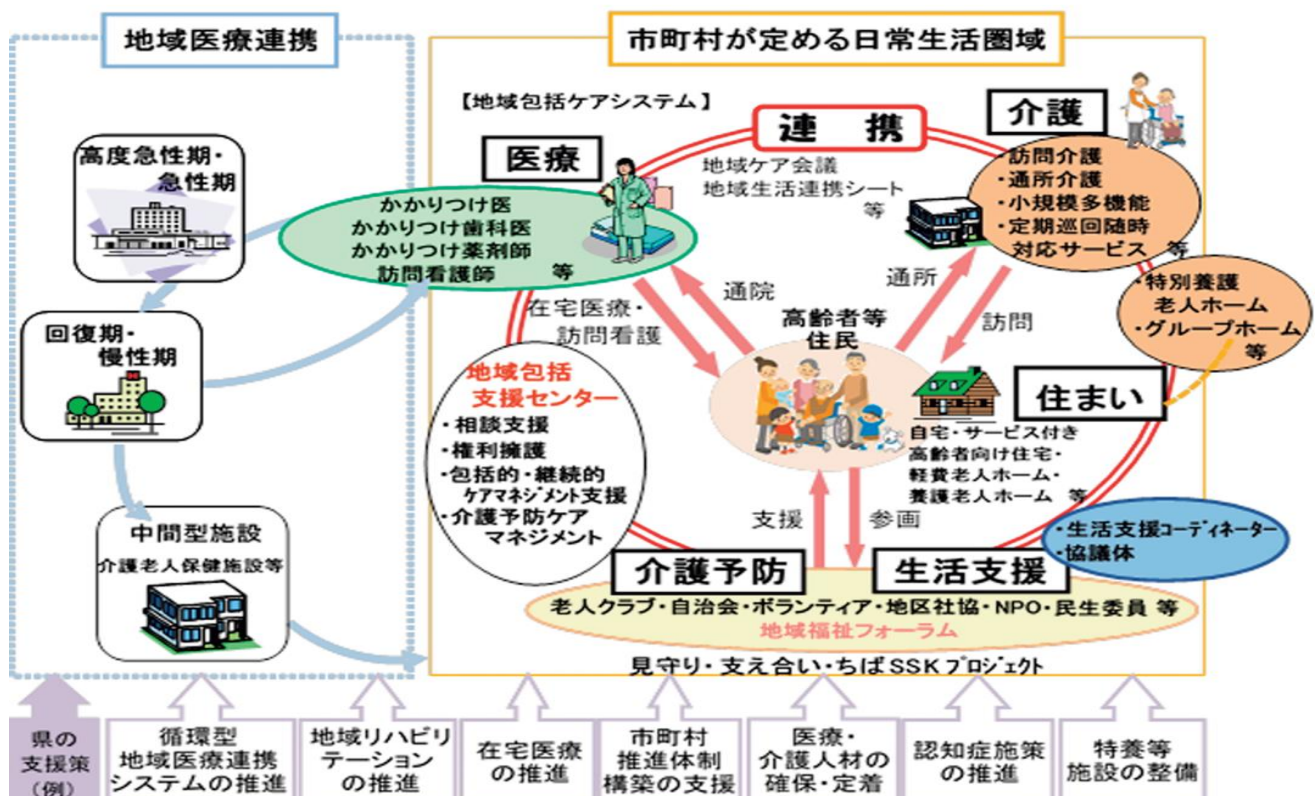 地域医療連携
市町村が定める日常生活圏域
【地域包括ケアシステム】
連 携
介護
医療
地域ケア会議
地域生活連携シート
等
・訪問介護
・通所介護
・小規模多機能
・定期巡回随時
対応サービス 等
高度急性期・
急性期
かかりつけ医
かかりつけ歯科医
かかりつけ薬剤師
訪問看護師 等
・特別養護
老人ホーム
・グループホーム
等
通院
通所
訪問
在宅医療・
訪問看護
高齢者等
住民
回復期・
慢性期
地域包括
支援センター
・相談支援
・権利擁護
・包括的・継続的
ケアマネジメント支援
・介護予防ケア
マネジメント
住まい
自宅・サービス付き
高齢者向け住宅・
軽費老人ホーム・
養護老人ホーム 等
支援
参画
中間型施設
介護老人保健施設等
・生活支援コーディネーター
・協議体
介護予防
生活支援
老人クラブ・自治会・ボランティア・地区社協・NPO・民生委員 等
地域福祉フォーラム
見守り・支え合い・ちばSSKプロジェクト
県の
支援策
(例)
循環型
地域医療連携
システムの推進
地域リハビリ
テーション
の推進
在宅医療
の推進
市町村
推進体制
構築の支援
医療・
介護人材の
確保・定着
認知症施策
の推進
特養等
施設の整備